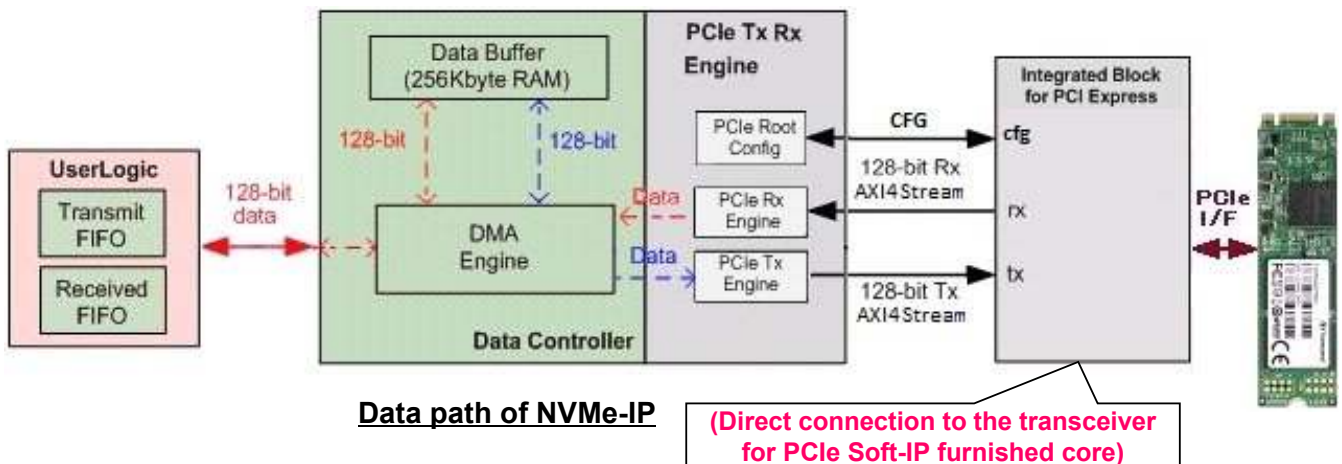 UserLogic
Transmit
FIFO
Received
FIFO
128-bit
data
Data Buffer
(256Kbyte RAM)
128-bit
128-bit
DMA
Engine
Data Controller
Data
Data
PCIe Tx Rx
Engine
PCIe Root
Config
PCIe Rx
Engine
PCIe Tx
Engine
CFG
128-bit Rx
AXI4Stream
128-bit Tx
AXI4Stream
Integrated Block
for PCI Express
cfg
rx
tx
PCIe
I/F
CE
Data path of NVMe-IP
(Direct connection to the transceiver
for PCIe Soft-IP furnished core)